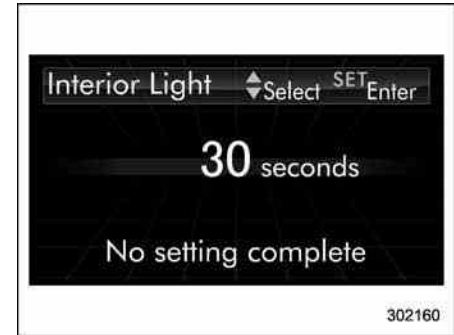 Interior Light Select SET Enter
30 seconds
No setting complete
302160